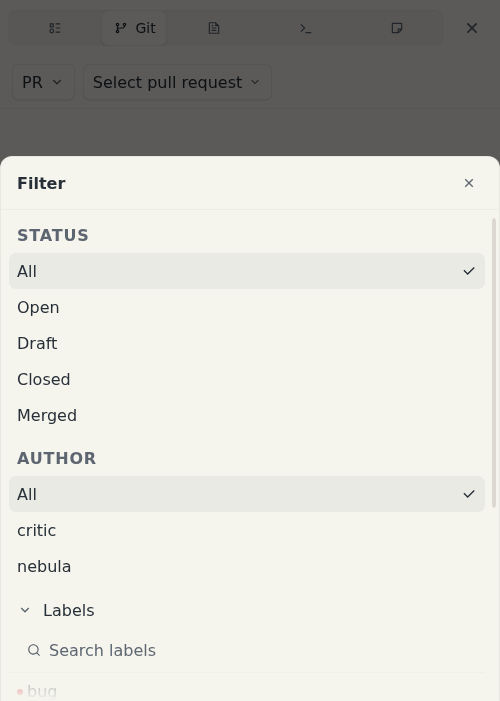 Git
PR
Select pull request
Filter
STATUS
All
Open
Draft
Closed
Merged
AUTHOR
All
critic
nebula
Labels
Search labels
bug